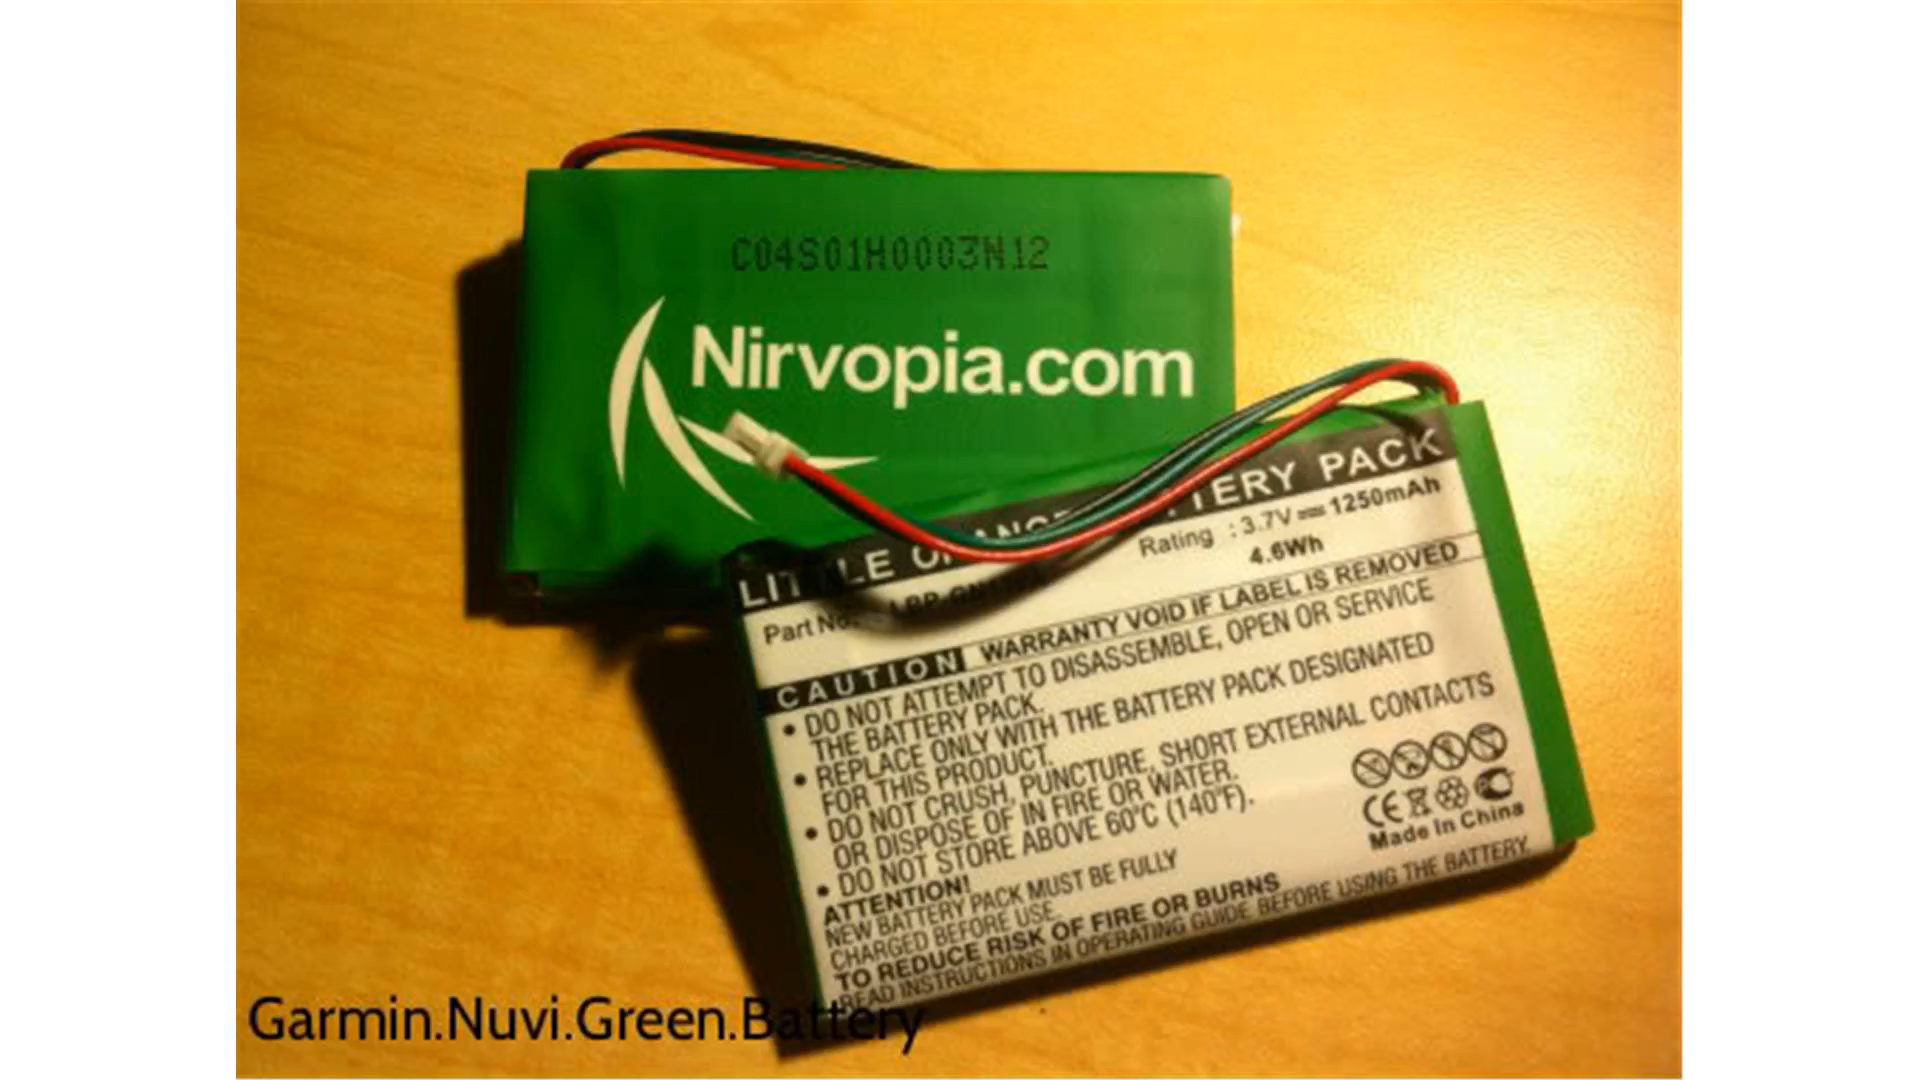 C04S01H0003N12
Nirvopia.com
BATTERY PACK
Rating : 3.7V 1250mAh
4.6Wh
Part No.
CAUTION WARRANTY VOID IF LABEL IS REMOVED
• DO NOT ATTEMPT TO DISASSEMBLE, OPEN OR SERVICE
THE BATTERY PACK.
• REPLACE ONLY WITH THE BATTERY PACK DESIGNATED
FOR THIS PRODUCT.
• DO NOT CRUSH, PUNCTURE, SHORT EXTERNAL CONTACTS
OR DISPOSE OF IN FIRE OR WATER.
• DO NOT STORE ABOVE 60°C (140°F).
CE
Made In China
ATTENTION!
NEW BATTERY PACK MUST BE FULLY
CHARGED BEFORE USE.
TO REDUCE RISK OF FIRE OR BURNS
READ INSTRUCTIONS IN OPERATING GUIDE BEFORE USING THE BATTERY.
Garmin.Nuvi.Green.Battery